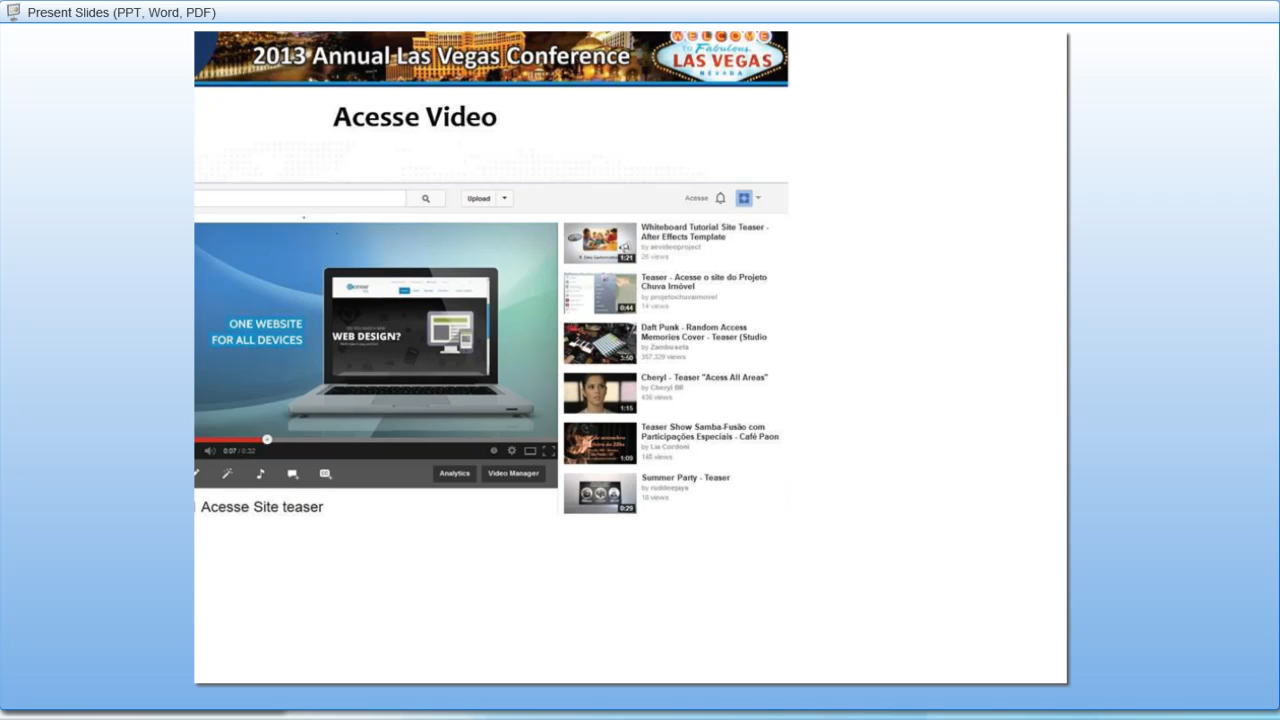 Present Slides (PPT, Word, PDF)
2013 Annual Las Vegas Conference
WELCOME
TO Fabulous
LAS VEGAS
NEVADA
Acesse Video
Upload
Acesse
ONE WEBSITE
FOR ALL DEVICES
WEB DESIGN?
0:07 / 0:32
Analytics
Video Manager
Acesse Site teaser
Whiteboard Tutorial Site Teaser -
After Effects Template
by aevideoproject
26 views
1:21
Teaser - Acesse o site do Projeto
Chuva Imóvel
by projetochuvaimovel
14 views
0:44
Daft Punk - Random Access
Memories Cover - Teaser (Studio
by Zambuseta
357,329 views
3:50
Cheryl - Teaser "Acess All Areas"
by Cheryl BR
436 views
1:15
Teaser Show Samba-Fusão com
Participações Especiais - Café Paon
by Lia Cordoni
145 views
1:09
Summer Party - Teaser
by ruddeejays
18 views
0:29